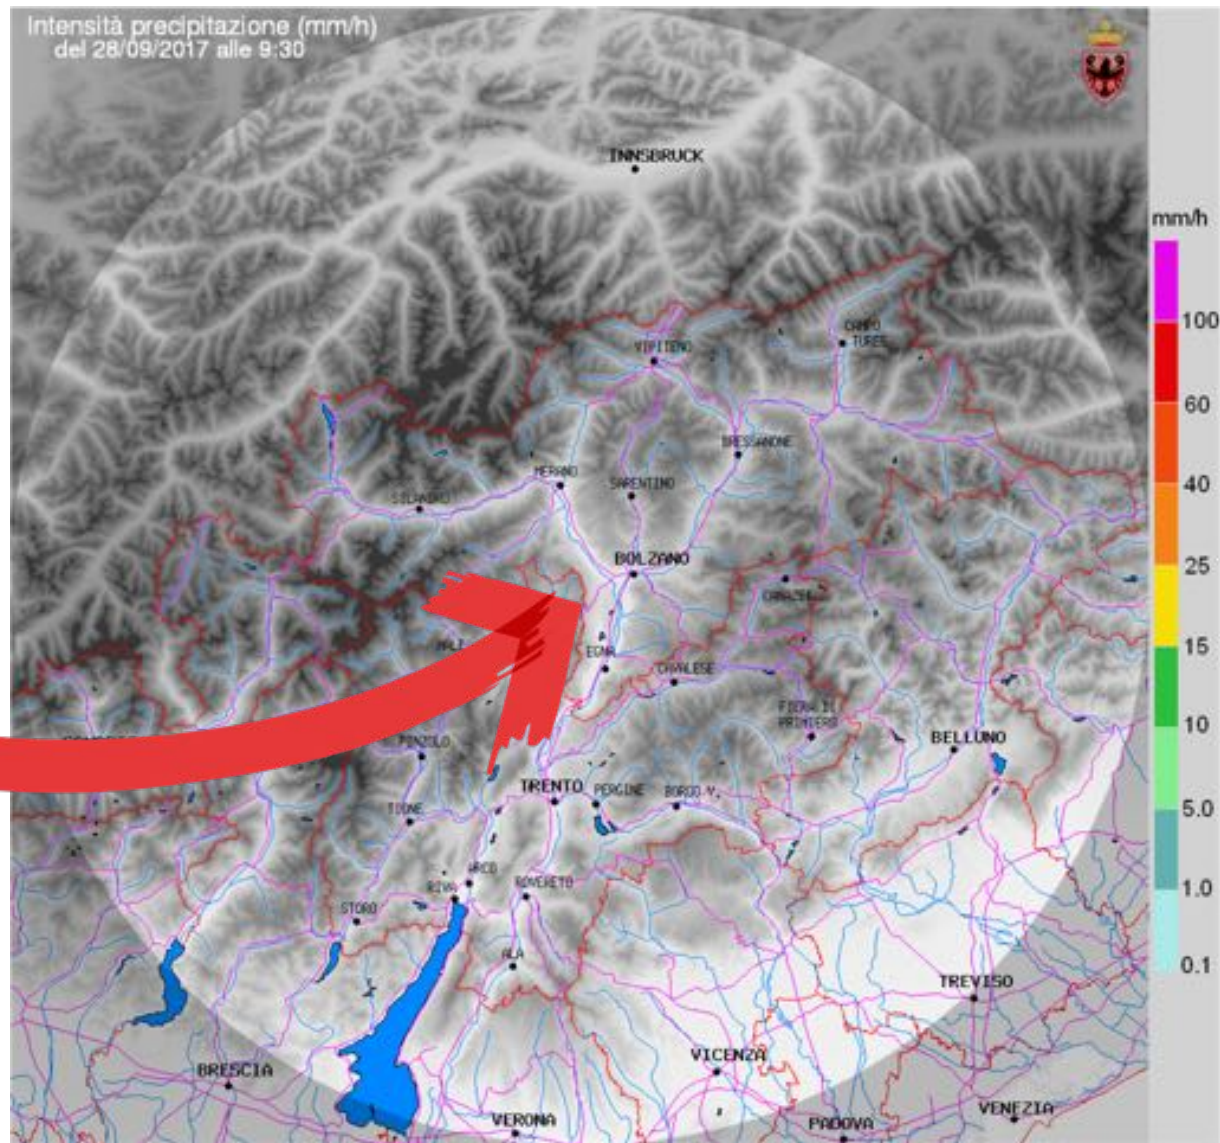 Intensità precipitazione (mm/h)
del 28/09/2017 alle 9:30
INNSBRUCK
mm/h
100
60
40
25
15
10
5.0
1.0
0.1
CAMPO
TURES
VIPITENO
BRESSANONE
MERANO
SARENTINO
SILANDRO
BOLZANO
CANAZEI
MALE
EGNA
CAVALESE
FIERA DI
PRIMIERO
BELLUNO
PINZOLO
TRENTO
PERGINE
BORGO V.
TIONE
ARCO
RIVA
ROVERETO
STORO
ALA
TREVISO
VICENZA
BRESCIA
VENEZIA
VERONA
PADOVA